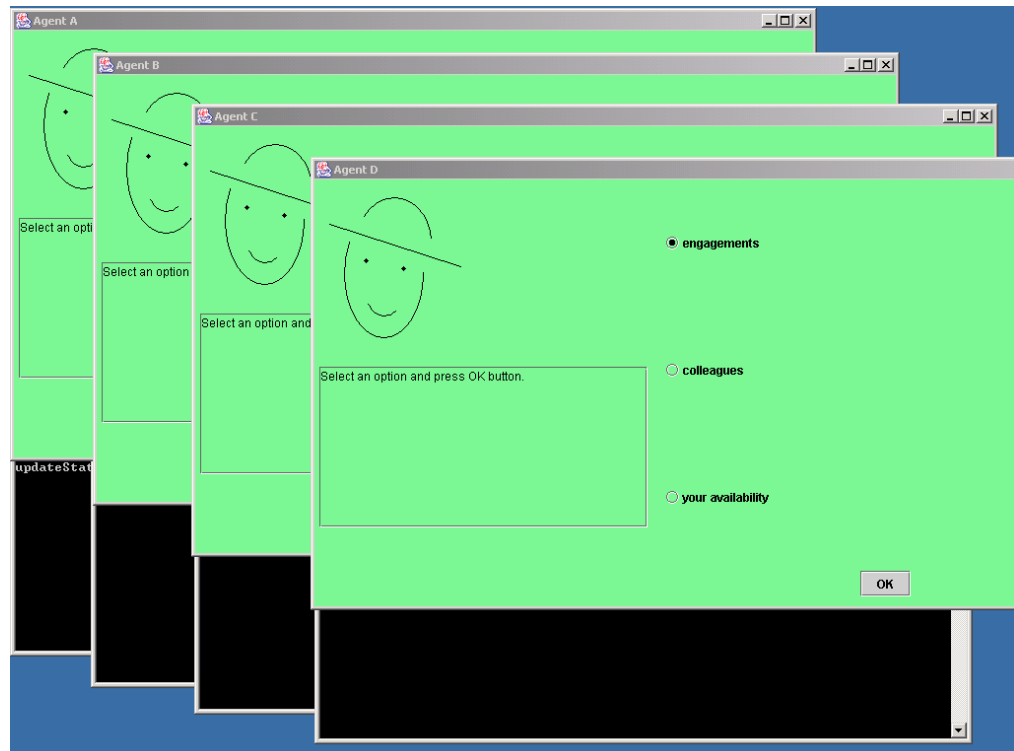 Agent A
Agent B
Agent C
Agent D
engagements
Select an opti
Select an option
Select an option and
Select an option and press OK button.
colleagues
updateStat
your availability
OK